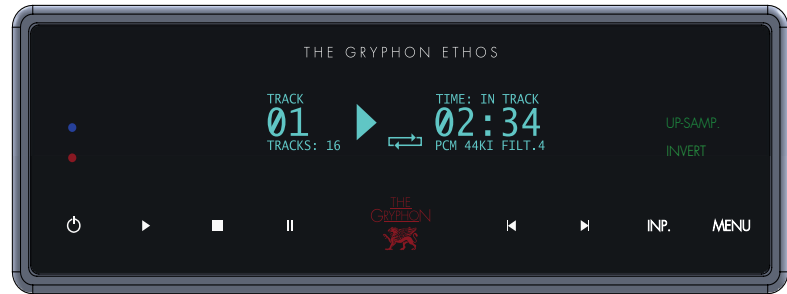 THE GRYPHON ETHOS
TRACK
01
TRACKS: 16
TIME: IN TRACK
02:34
PCM 44KI FILT.4
UP-SAMP.
INVERT
THE
GRYPHON
INP.
MENU